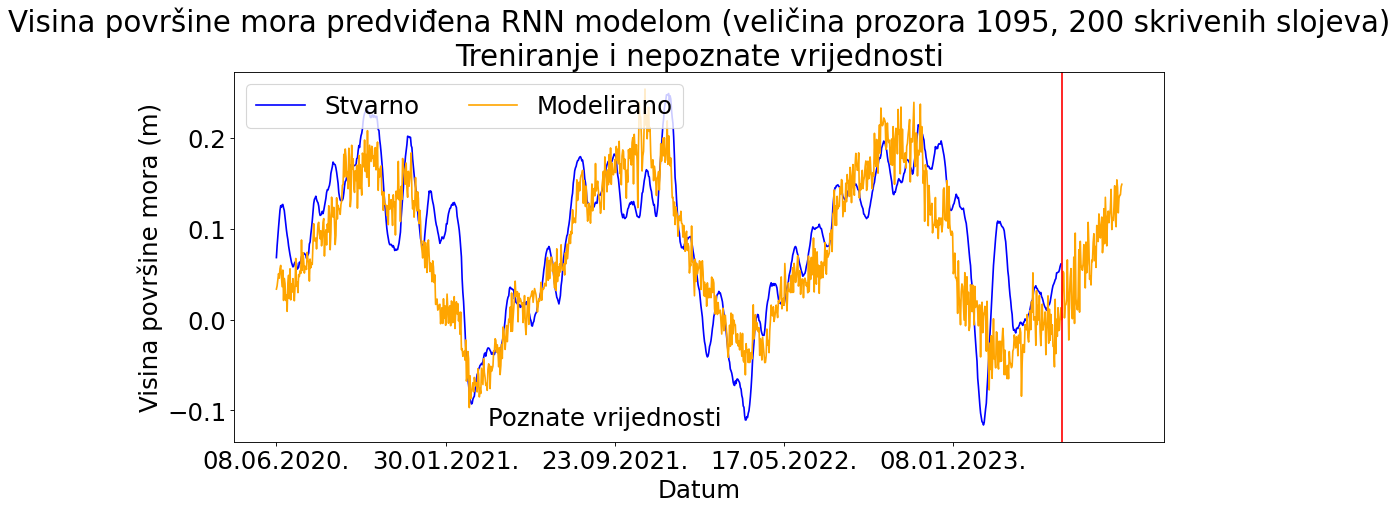 Visina površine mora predviđena RNN modelom (veličina prozora 1095, 200 skrivenih slojeva)
Treniranje i nepoznate vrijednosti
Stvarno Modelirano
Visina površine mora (m)
0.2
0.1
0.0
−0.1
Poznate vrijednosti
08.06.2020. 30.01.2021. 23.09.2021. 17.05.2022. 08.01.2023.
Datum